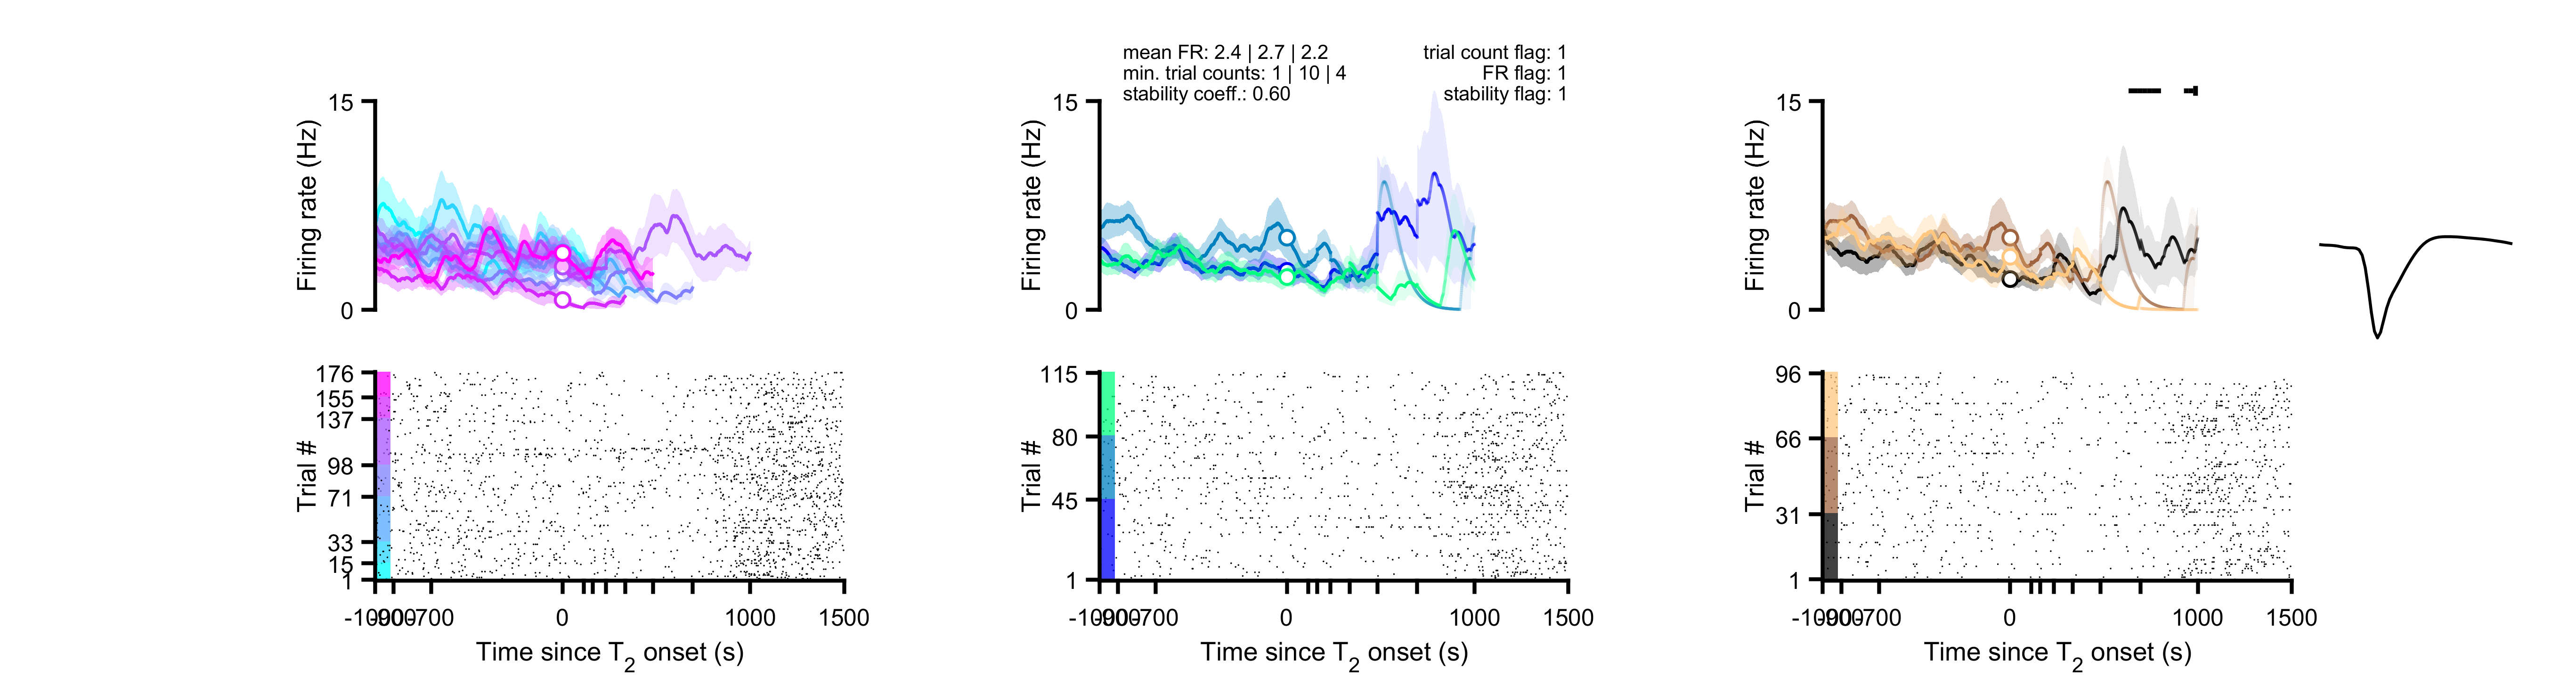 mean FR: 2.4 | 2.7 | 2.2
min. trial counts: 1 | 10 | 4
stability coeff.: 0.60
trial count flag: 1
FR flag: 1
stability flag: 1
15
0
Firing rate (Hz)
15
0
Firing rate (Hz)
15
0
Firing rate (Hz)
176
155
137
98
71
33
15
1
Trial #
0
1000
1500
Time since T2 onset (s)
115
80
45
1
Trial #
0
1000
1500
Time since T2 onset (s)
96
66
31
1
Trial #
0
1000
1500
Time since T2 onset (s)